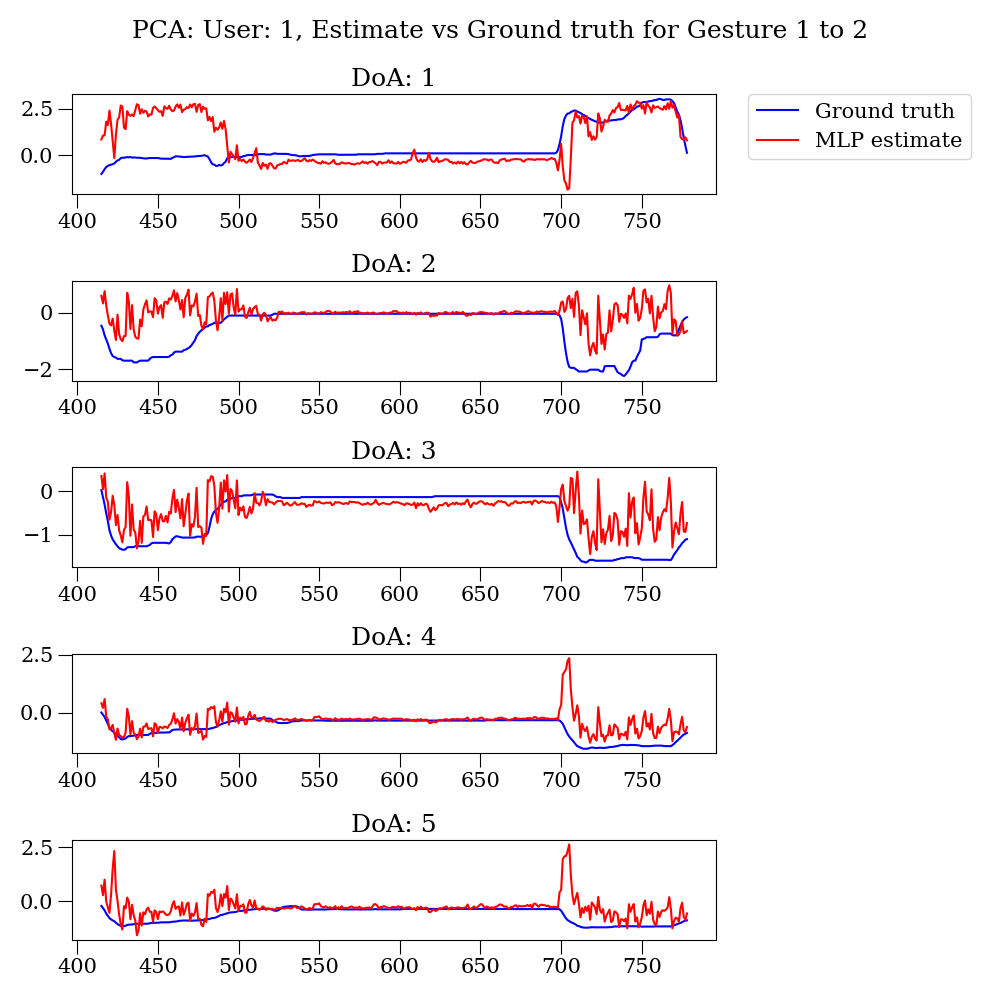 PCA: User: 1, Estimate vs Ground truth for Gesture 1 to 2
DoA: 1
Ground truth
MLP estimate
2.5
0.0
400 450 500 550 600 650 700 750
DoA: 2
0
−2
400 450 500 550 600 650 700 750
DoA: 3
0
−1
400 450 500 550 600 650 700 750
DoA: 4
2.5
0.0
400 450 500 550 600 650 700 750
DoA: 5
2.5
0.0
400 450 500 550 600 650 700 750